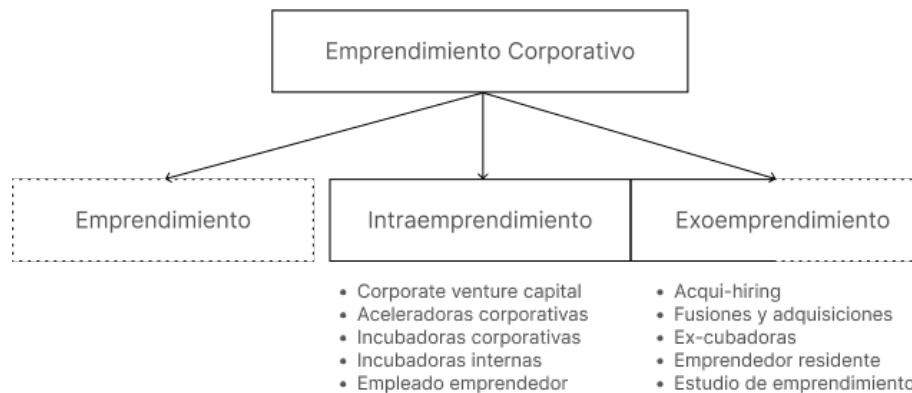 Emprendimiento Corporativo
Emprendimiento
Intraemprendimiento
Exoemprendimiento
• Corporate venture capital
• Aceleradoras corporativas
• Incubadoras corporativas
• Incubadoras internas
• Empleado emprendedor
• Acqui-hiring
• Fusiones y adquisiciones
• Ex-cubadoras
• Emprendedor residente
• Estudio de emprendimiento